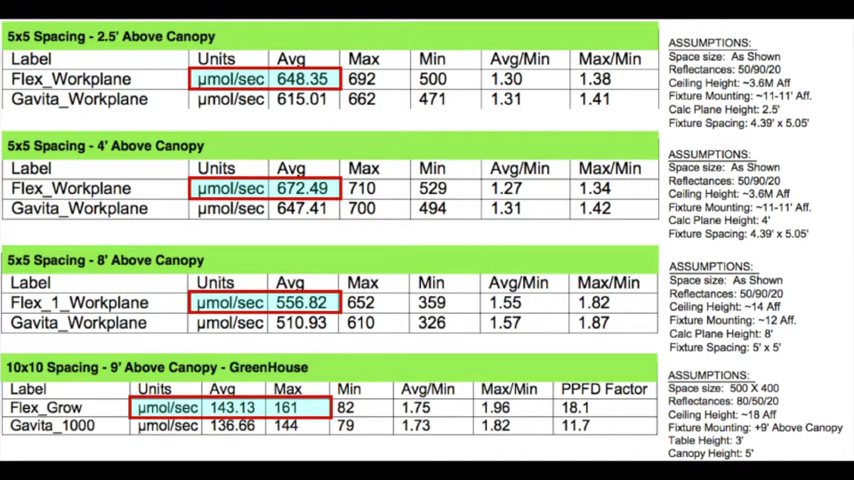 5x5 Spacing - 2.5' Above Canopy
Label Units Avg Max Min Avg/Min Max/Min
Flex_Workplane µmol/sec 648.35 692 500 1.30 1.38
Gavita_Workplane µmol/sec 615.01 662 471 1.31 1.41
ASSUMPTIONS:
Space size: As Shown
Reflectances: 50/90/20
Ceiling Height: ~3.6M Aff
Fixture Mounting: ~11-11' Aff.
Calc Plane Height: 2.5'
Fixture Spacing: 4.39' x 5.05'
5x5 Spacing - 4' Above Canopy
Label Units Avg Max Min Avg/Min Max/Min
Flex_Workplane µmol/sec 672.49 710 529 1.27 1.34
Gavita_Workplane µmol/sec 647.41 700 494 1.31 1.42
ASSUMPTIONS:
Space size: As Shown
Reflectances: 50/90/20
Ceiling Height: ~3.6M Aff
Fixture Mounting: ~11-11' Aff.
Calc Plane Height: 4'
Fixture Spacing: 4.39' x 5.05'
5x5 Spacing - 8' Above Canopy
Label Units Avg Max Min Avg/Min Max/Min
Flex_1_Workplane µmol/sec 556.82 652 359 1.55 1.82
Gavita_Workplane µmol/sec 510.93 610 326 1.57 1.87
ASSUMPTIONS:
Space size: As Shown
Reflectances: 50/90/20
Ceiling Height: ~14 Aff
Fixture Mounting: ~12 Aff.
Calc Plane Height: 8'
Fixture Spacing: 5' x 5'
10x10 Spacing - 9' Above Canopy - GreenHouse
Label Units Avg Max Min Avg/Min Max/Min PPFD Factor
Flex_Grow µmol/sec 143.13 161 82 1.75 1.96 18.1
Gavita_1000 µmol/sec 136.66 144 79 1.73 1.82 11.7
ASSUMPTIONS:
Space size: 500 X 400
Reflectances: 80/50/20
Ceiling Height: ~18 Aff
Fixture Mounting: +9' Above Canopy
Table Height: 3'
Canopy Height: 5'